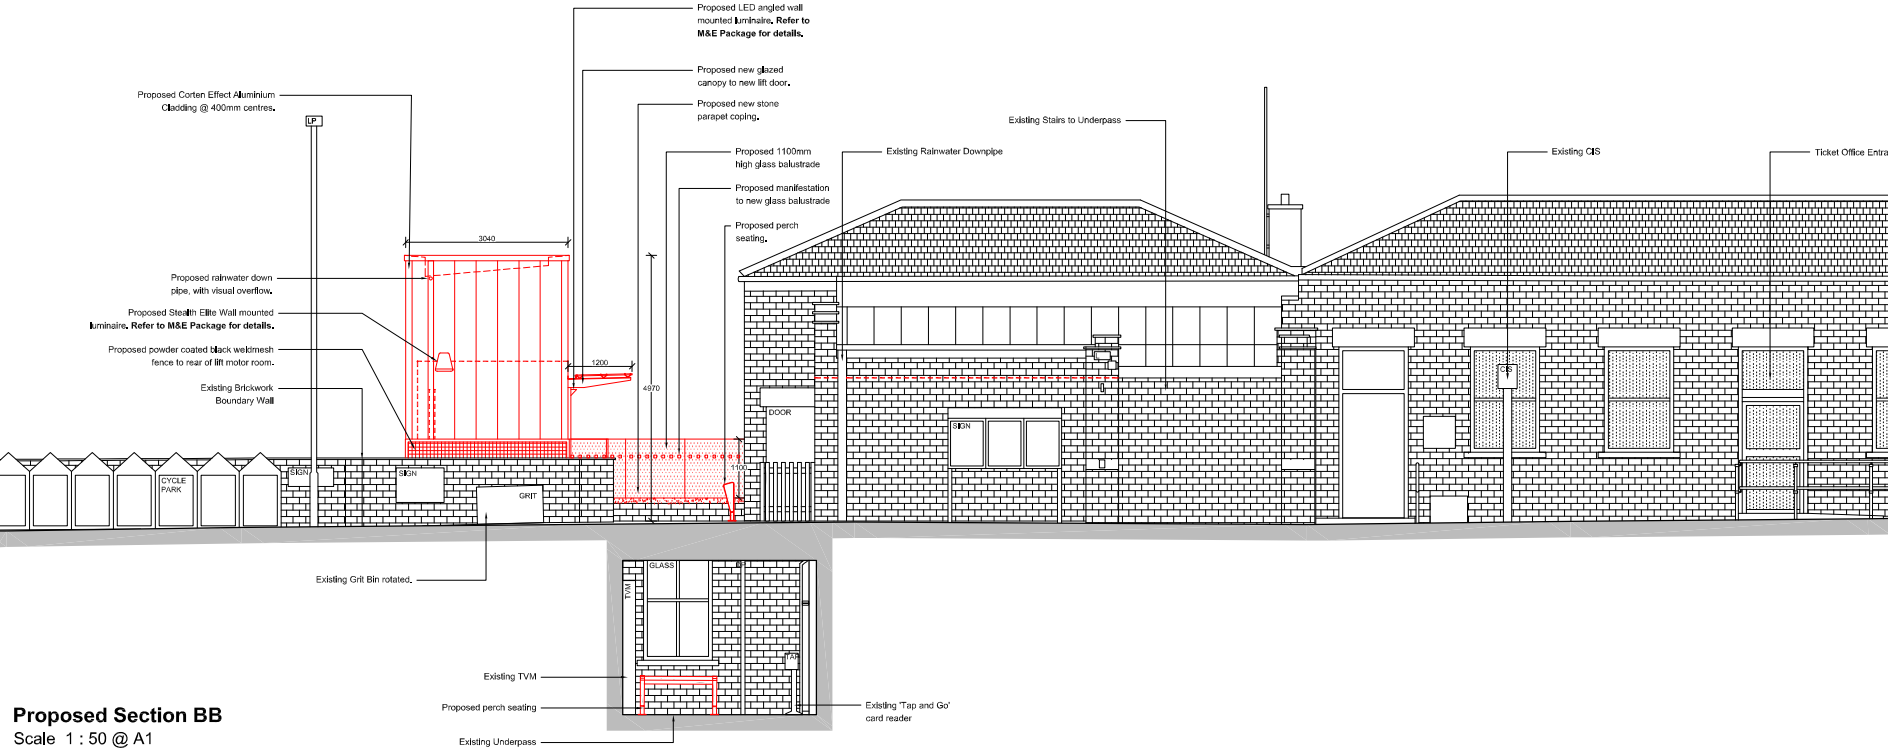 Proposed LED angled wall
mounted luminaire. Refer to
M&E Package for details.
Proposed new glazed
canopy to new lift door.
Proposed Corten Effect Aluminium
Cladding @ 400mm centres.
Proposed new stone
parapet coping.
LP
Existing Stairs to Underpass
Proposed 1100mm
high glass balustrade
Existing Rainwater Downpipe
Existing CIS
Ticket Office Entra
Proposed manifestation
to new glass balustrade
Proposed perch
seating.
3040
Proposed rainwater down
pipe, with visual overflow.
Proposed Stealth Elite Wall mounted
luminaire. Refer to M&E Package for details.
Proposed powder coated black weldmesh
fence to rear of lift motor room.
1200
4970
CIS
Existing Brickwork
Boundary Wall
DOOR
SIGN
1100
SIGN
SIGN
CYCLE
PARK
GRIT
GLASS
DP
TVM
Existing Grit Bin rotated.
TAP
Existing TVM
Proposed perch seating
Existing 'Tap and Go'
card reader
Existing Underpass
Proposed Section BB
Scale 1 : 50 @ A1